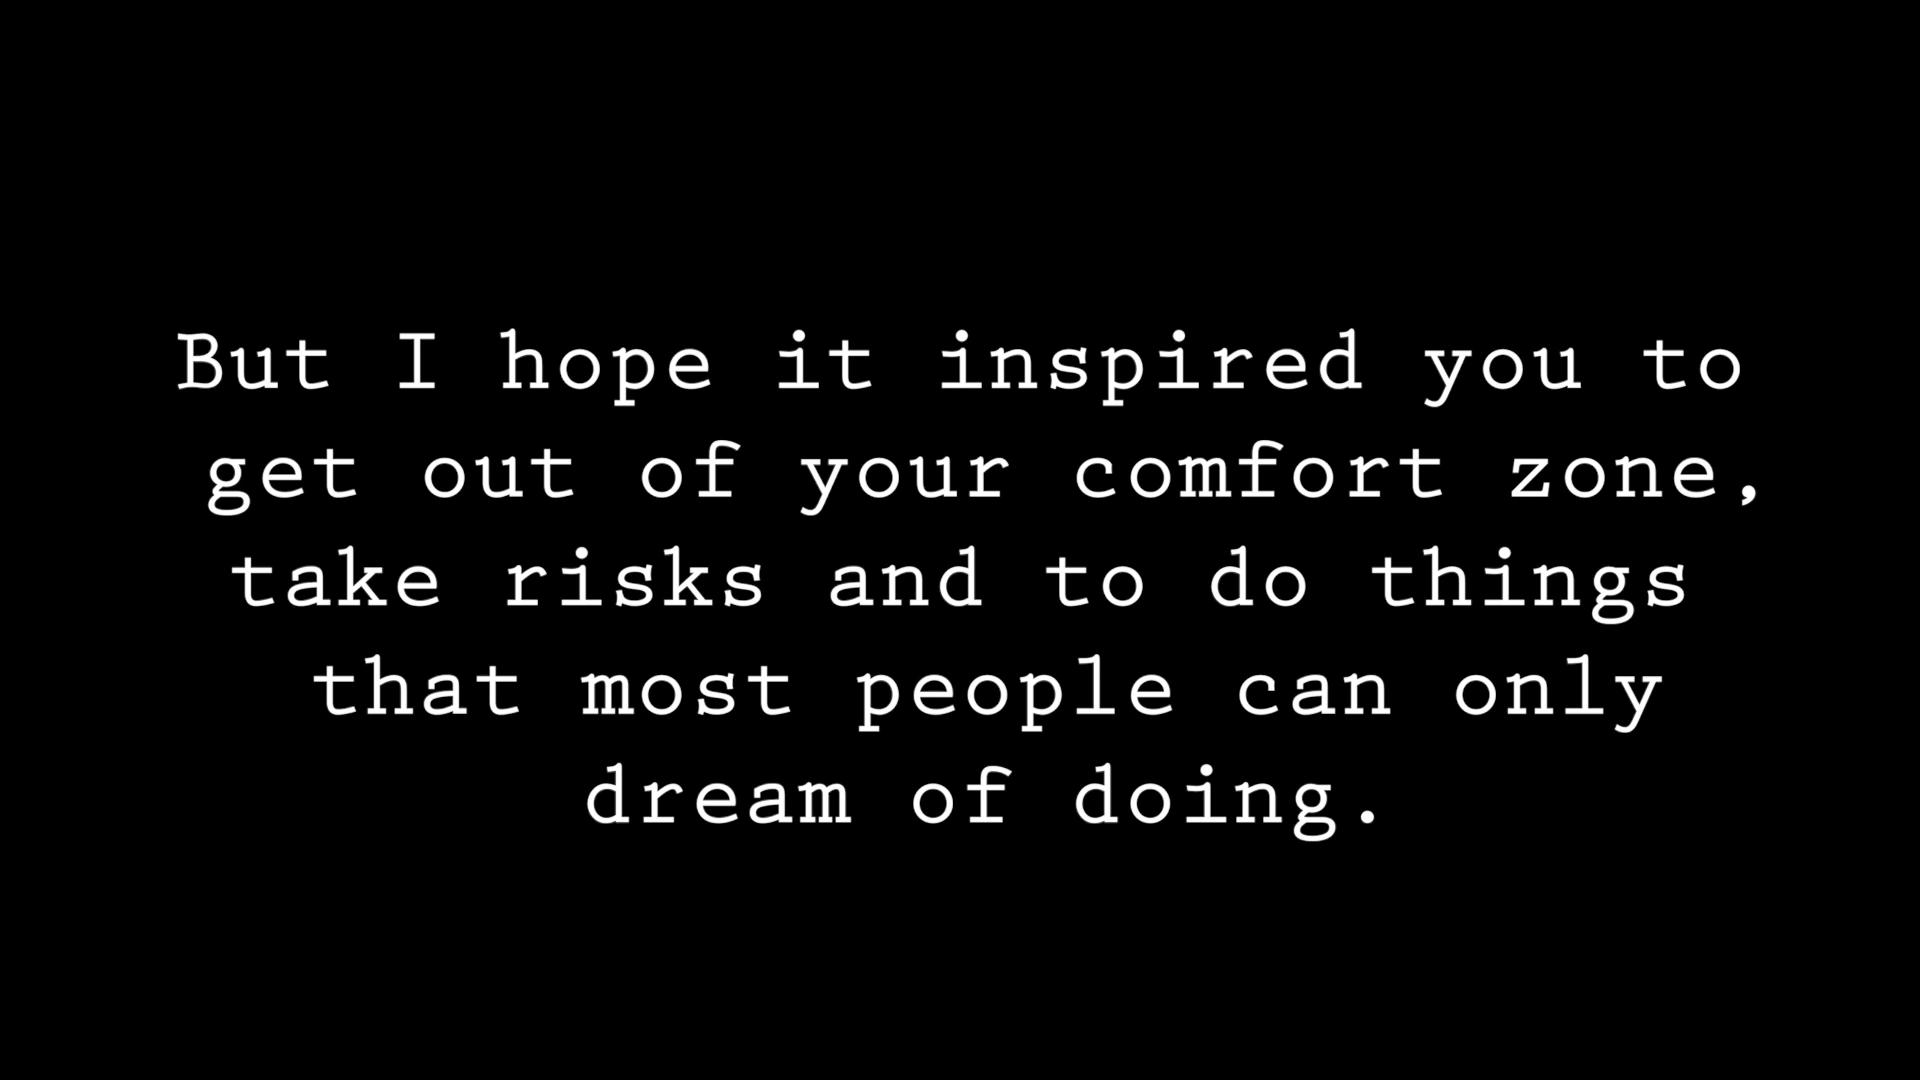 But I hope it inspired you to
get out of your comfort zone,
take risks and to do things
that most people can only
dream of doing.